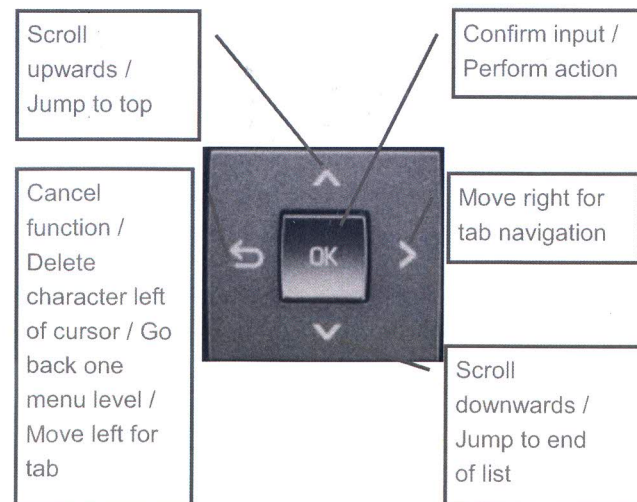 Scroll
upwards /
Jump to top
Confirm input /
Perform action
Cancel
function /
Delete
character left
of cursor / Go
back one
menu level /
Move left for
tab
OK
Move right for
tab navigation
Scroll
downwards /
Jump to end
of list